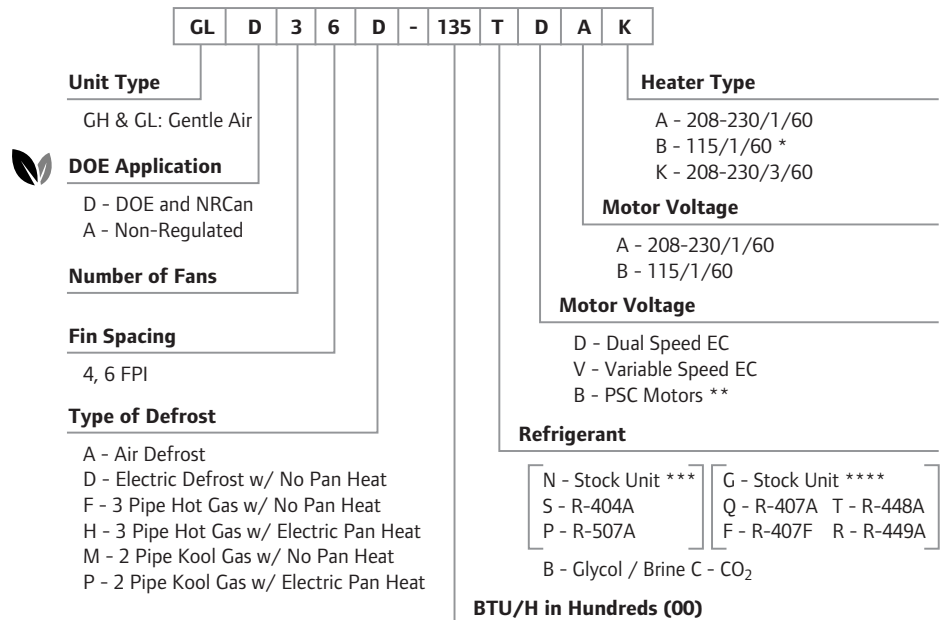 GL D 3 6 D - 135 T D A K
Unit Type
GH & GL: Gentle Air
DOE Application
D - DOE and NRCan
A - Non-Regulated
Number of Fans
Fin Spacing
4, 6 FPI
Type of Defrost
A - Air Defrost
D - Electric Defrost w/ No Pan Heat
F - 3 Pipe Hot Gas w/ No Pan Heat
H - 3 Pipe Hot Gas w/ Electric Pan Heat
M - 2 Pipe Kool Gas w/ No Pan Heat
P - 2 Pipe Kool Gas w/ Electric Pan Heat
Heater Type
A - 208-230/1/60
B - 115/1/60 *
K - 208-230/3/60
Motor Voltage
A - 208-230/1/60
B - 115/1/60
Motor Voltage
D - Dual Speed EC
V - Variable Speed EC
B - PSC Motors **
Refrigerant
N - Stock Unit ***
S - R-404A
P - R-507A
G - Stock Unit ****
Q - R-407A T - R-448A
F - R-407F R - R-449A
B - Glycol / Brine C - CO₂
BTU/H in Hundreds (00)